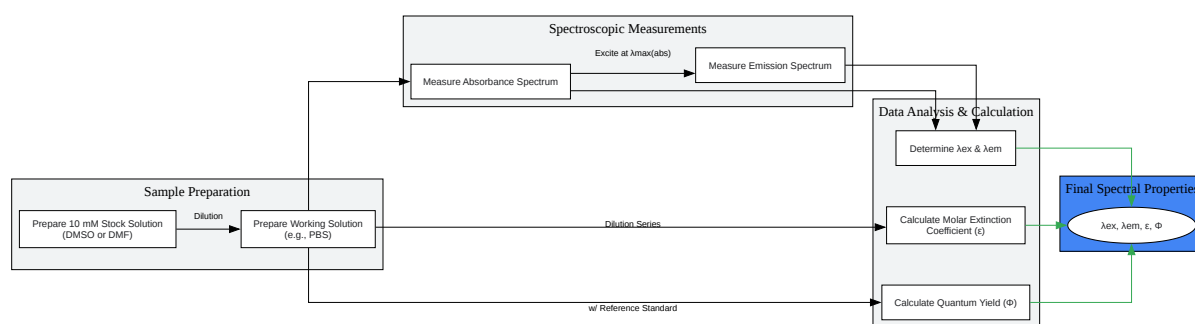 Spectroscopic Measurements
Excite at λmax(abs)
Measure Absorbance Spectrum
Measure Emission Spectrum
Data Analysis & Calculation
Determine λex & λem
Sample Preparation
Prepare 10 mM Stock Solution
(DMSO or DMF)
Dilution
Prepare Working Solution
(e.g., PBS)
Dilution Series
Calculate Molar Extinction
Coefficient (ε)
w/ Reference Standard
Calculate Quantum Yield (Φ)
Final Spectral Properties
λex, λem, ε, Φ